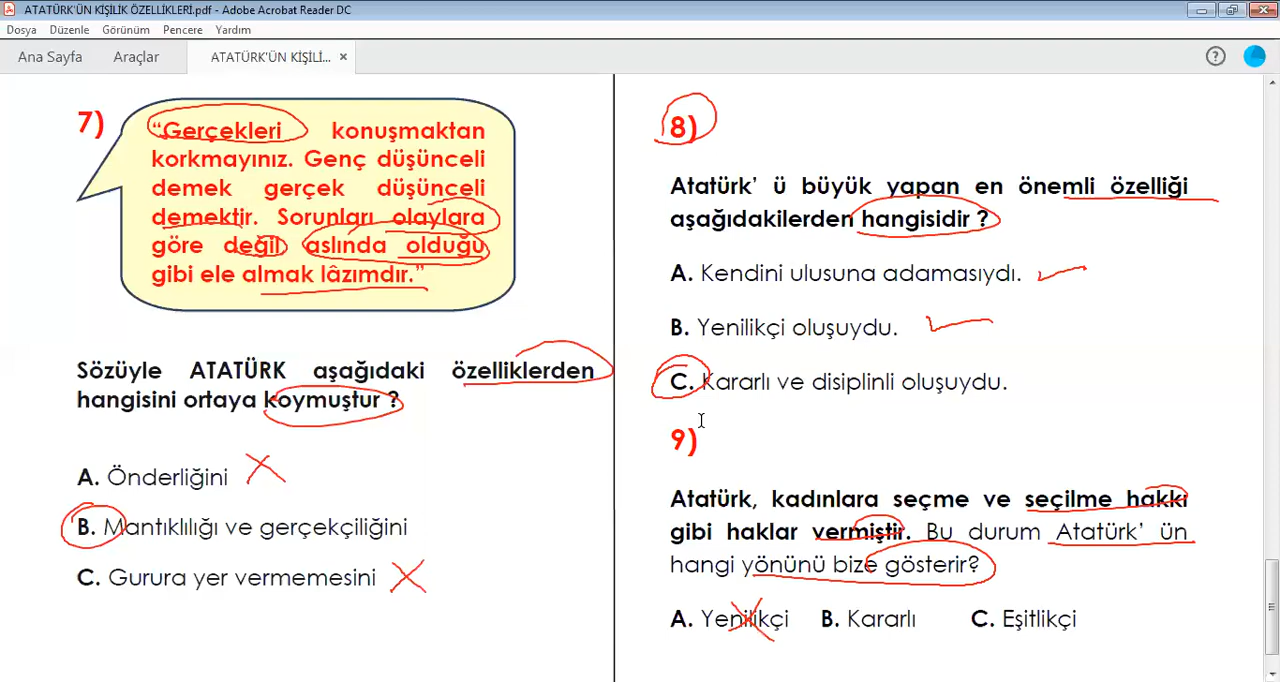 ATATÜRK'ÜN KİŞİLİK ÖZELLİKLERİ.pdf - Adobe Acrobat Reader DC
Dosya Düzenle Görünüm Pencere Yardım
Ana Sayfa Araçlar ATATÜRK'ÜN KİŞİLİ... ×
7)
"Gerçekleri konuşmaktan
korkmayınız. Genç düşünceli
demek gerçek düşünceli
demektir. Sorunları olaylara
göre değil aslında olduğu
gibi ele almak lâzımdır."
Sözüyle ATATÜRK aşağıdaki özelliklerden
hangisini ortaya koymuştur ?
A. Önderliğini
B. Mantıklılığı ve gerçekçiliğini
C. Gurura yer vermemesini
8)
Atatürk' ü büyük yapan en önemli özelliği
aşağıdakilerden hangisidir ?
A. Kendini ulusuna adamasıydı.
B. Yenilikçi oluşuydu.
C. Kararlı ve disiplinli oluşuydu.
9)
Atatürk, kadınlara seçme ve seçilme hakkı
gibi haklar vermiştir. Bu durum Atatürk' ün
hangi yönünü bize gösterir?
A. Yenilikçi B. Kararlı C. Eşitlikçi